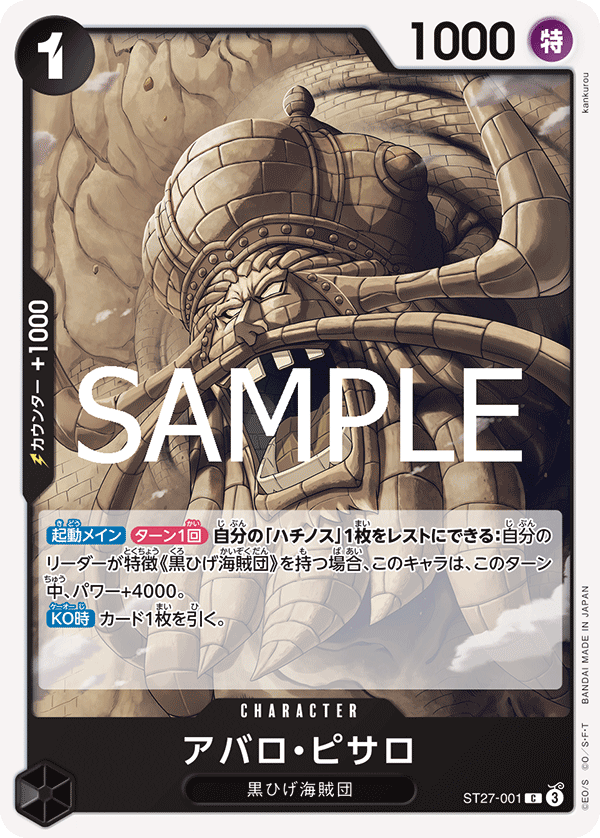 1
1000
特
kankurou
カウンター +1000
SAMPLE
起動メイン ターン1回 自分の「ハチノス」1枚をレストにできる:自分の
リーダーが特徴《黒ひげ海賊団》を持つ場合、このキャラは、このターン
中、パワー+4000。
KO時 カード1枚を引く。
CHARACTER
アバロ・ピサロ
黒ひげ海賊団
ST27-001 C 3
©E.O/S ©O/S・F・T BANDAI MADE IN JAPAN